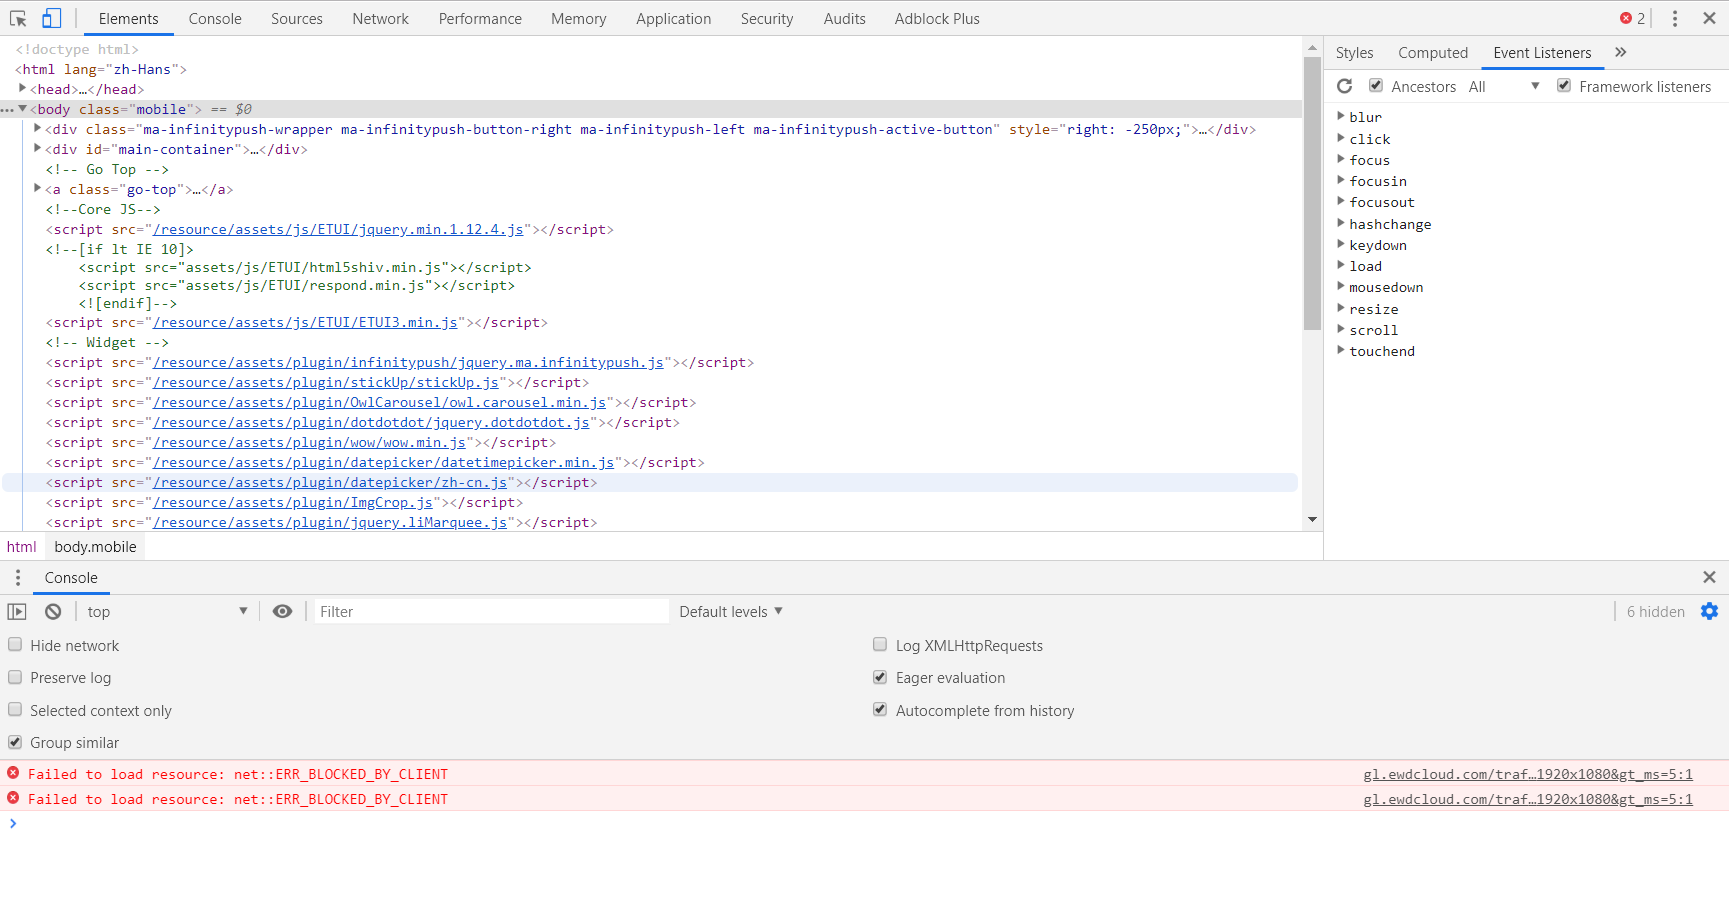 Elements Console Sources Network Performance Memory Application Security Audits Adblock Plus 2
<!doctype html>
<html lang="zh-Hans">
<head>…</head>
<body class="mobile"> == $0
<div class="ma-infinitypush-wrapper ma-infinitypush-button-right ma-infinitypush-left ma-infinitypush-active-button" style="right: -250px;">…</div>
<div id="main-container">…</div>
<!-- Go Top -->
<a class="go-top">…</a>
<!--Core JS-->
<script src="/resource/assets/js/ETUI/jquery.min.1.12.4.js"></script>
<!--[if lt IE 10]>
<script src="assets/js/ETUI/html5shiv.min.js"></script>
<script src="assets/js/ETUI/respond.min.js"></script>
<![endif]-->
<script src="/resource/assets/js/ETUI/ETUI3.min.js"></script>
<!-- Widget -->
<script src="/resource/assets/plugin/infinitypush/jquery.ma.infinitypush.js"></script>
<script src="/resource/assets/plugin/stickUp/stickUp.js"></script>
<script src="/resource/assets/plugin/OwlCarousel/owl.carousel.min.js"></script>
<script src="/resource/assets/plugin/dotdotdot/jquery.dotdotdot.js"></script>
<script src="/resource/assets/plugin/wow/wow.min.js"></script>
<script src="/resource/assets/plugin/datepicker/datetimepicker.min.js"></script>
<script src="/resource/assets/plugin/datepicker/zh-cn.js"></script>
<script src="/resource/assets/plugin/ImgCrop.js"></script>
<script src="/resource/assets/plugin/jquery.liMarquee.js"></script>
html body.mobile
Styles Computed Event Listeners »
Ancestors All Framework listeners
blur
click
focus
focusin
focusout
hashchange
keydown
load
mousedown
resize
scroll
touchend
Console
top Filter Default levels 6 hidden
Hide network Log XMLHttpRequests
Preserve log Eager evaluation
Selected context only Autocomplete from history
Group similar
Failed to load resource: net::ERR_BLOCKED_BY_CLIENT gl.ewdcloud.com/traf…1920x1080&gt_ms=5:1
Failed to load resource: net::ERR_BLOCKED_BY_CLIENT gl.ewdcloud.com/traf…1920x1080&gt_ms=5:1